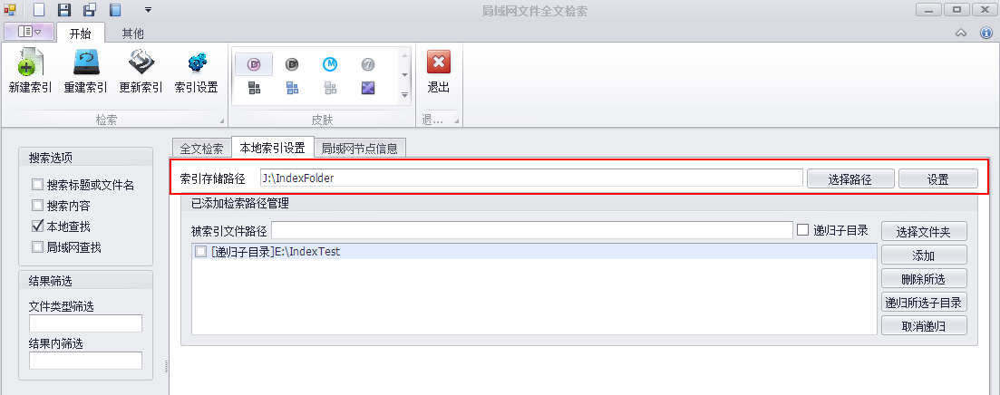 局域网文件全文检索
开始 其他
新建索引 重建索引 更新索引 索引设置 退出
检索 皮肤 退...
搜索选项
搜索标题或文件名
搜索内容
本地查找
局域网查找
结果筛选
文件类型筛选
结果内筛选
全文检索 本地索引设置 局域网节点信息
索引存储路径 J:\IndexFolder 选择路径 设置
已添加检索路径管理
被索引文件路径 递归子目录 选择文件夹
[递归子目录]E:\IndexTest
添加
删除所选
递归所选子目录
取消递归